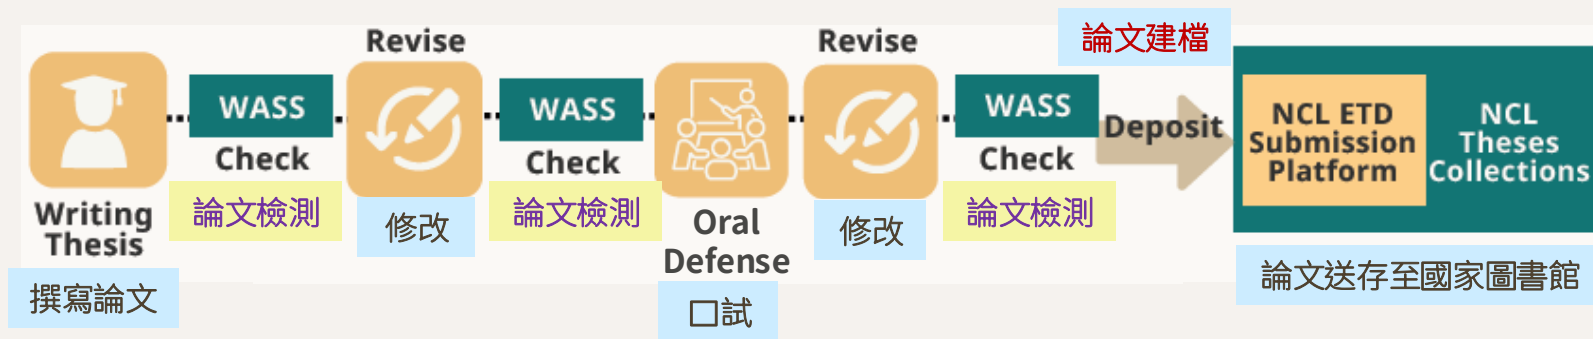 Writing
Thesis
撰寫論文
WASS
Check
論文檢測
Revise
修改
WASS
Check
論文檢測
Oral
Defense
口試
Revise
修改
WASS
Check
論文檢測
論文建檔
Deposit
NCL ETD
Submission
Platform
NCL
Theses
Collections
論文送存至國家圖書館